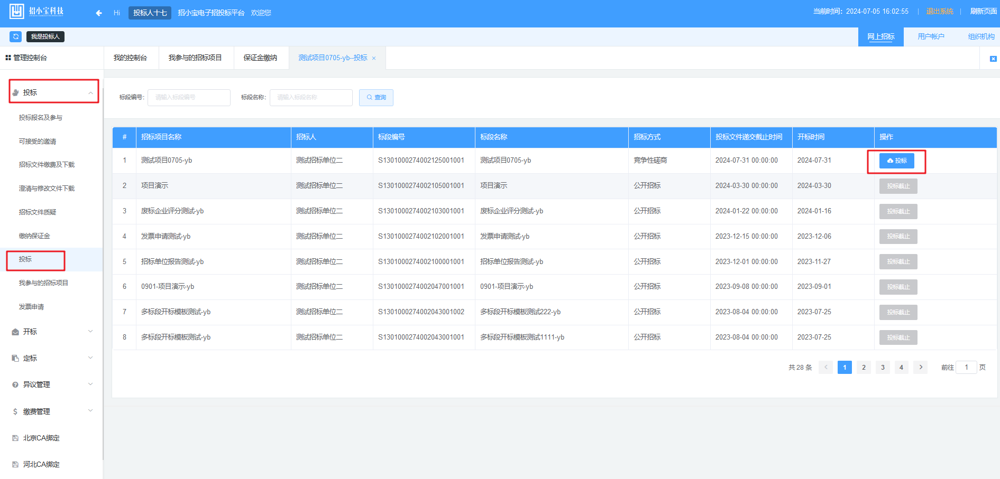 招小宝科技
Hi 投标人十七 招小宝电子招投标平台 欢迎您
当前时间：2024-07-05 16:02:55 | 退出系统 | 刷新页面
我是投标人
网上招标 用户帐户 组织机构
管理控制台
我的控制台 我参与的招标项目 保证金缴纳 测试项目0705-yb--投标 ×
投标
投标报名及参与
可接受的邀请
招标文件缴费及下载
澄清与修改文件下载
招标文件质疑
缴纳保证金
投标
我参与的招标项目
发票申请
开标
定标
异议管理
缴费管理
北京CA绑定
河北CA绑定
标段编号: 请输入标段编号 标段名称: 请输入标段名称 查询
# 招标项目名称 招标人 标段编号 标段名称 招标方式 投标文件递交截止时间 开标时间 操作
1 测试项目0705-yb 测试招标单位二 S1301000274002125001001 测试项目0705-yb 竞争性磋商 2024-07-31 00:00:00 2024-07-31 投标
2 项目演示 测试招标单位二 S1301000274002105001001 项目演示 公开招标 2024-03-30 00:00:00 2024-03-30 投标截止
3 废标企业评分测试-yb 测试招标单位二 S1301000274002103001001 废标企业评分测试-yb 公开招标 2024-01-22 00:00:00 2024-01-16 投标截止
4 发票申请测试-yb 测试招标单位二 S1301000274002102001001 发票申请测试-yb 公开招标 2023-12-15 00:00:00 2023-12-06 投标截止
5 招标单位报告测试-yb 测试招标单位二 S1301000274002100001001 招标单位报告测试-yb 公开招标 2023-12-01 00:00:00 2023-11-27 投标截止
6 0901-项目演示-yb 测试招标单位二 S1301000274002047001001 0901-项目演示-yb 公开招标 2023-09-08 00:00:00 2023-09-01 投标截止
7 多标段开标模板测试-yb 测试招标单位二 S1301000274002043001002 多标段开标模板测试222-yb 公开招标 2023-08-04 00:00:00 2023-07-25 投标截止
8 多标段开标模板测试-yb 测试招标单位二 S1301000274002043001001 多标段开标模板测试1111-yb 公开招标 2023-08-04 00:00:00 2023-07-25 投标截止
共 28 条 < 1 2 3 4 > 前往 1 页